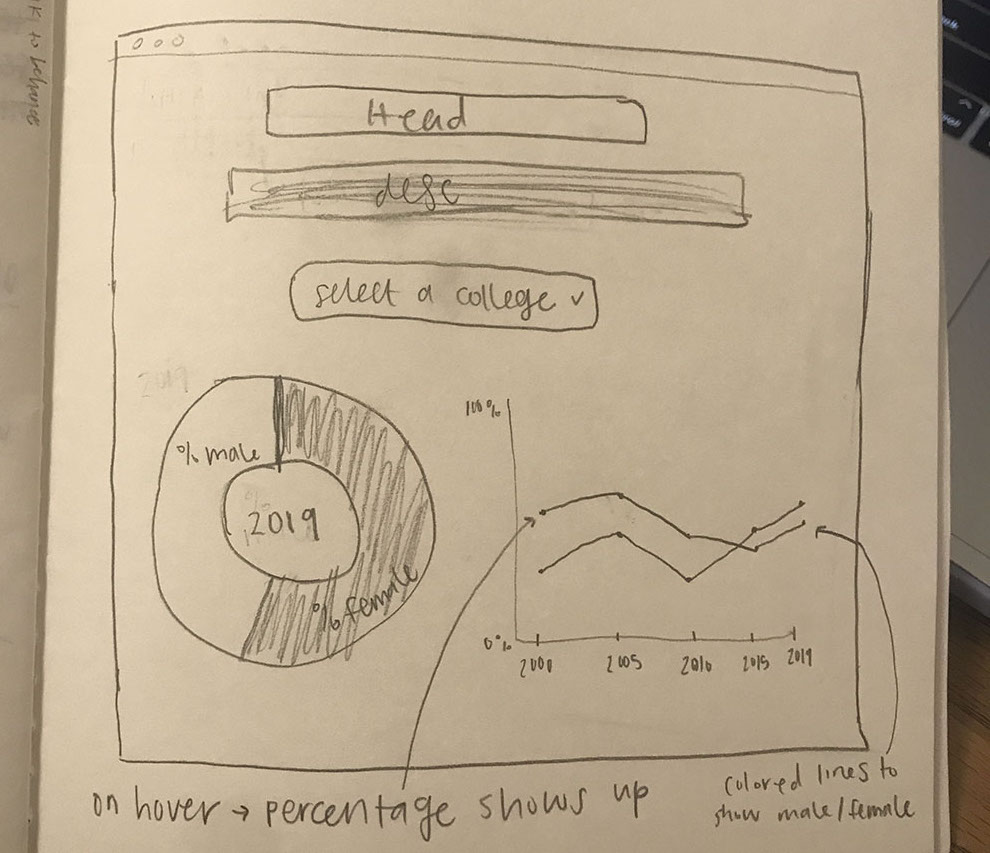 Head
desc
select a college
% male
2019
% female
100%
0%
2000
2005
2010
2015
2019
on hover → percentage shows up
colored lines to
show male/female